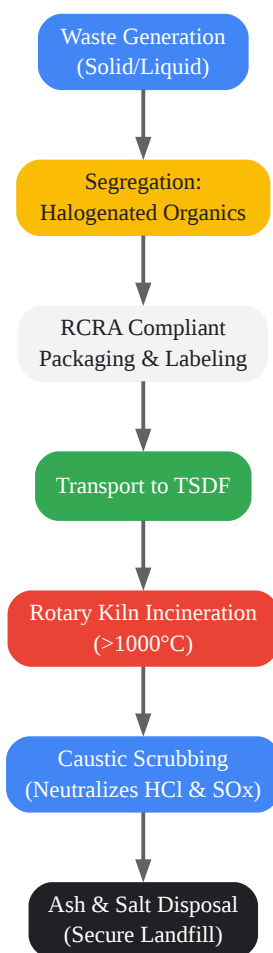 Waste Generation
(Solid/Liquid)
Segregation:
Halogenated Organics
RCRA Compliant
Packaging & Labeling
Transport to TSDF
Rotary Kiln Incineration
(>1000°C)
Caustic Scrubbing
(Neutralizes HCl & SOx)
Ash & Salt Disposal
(Secure Landfill)